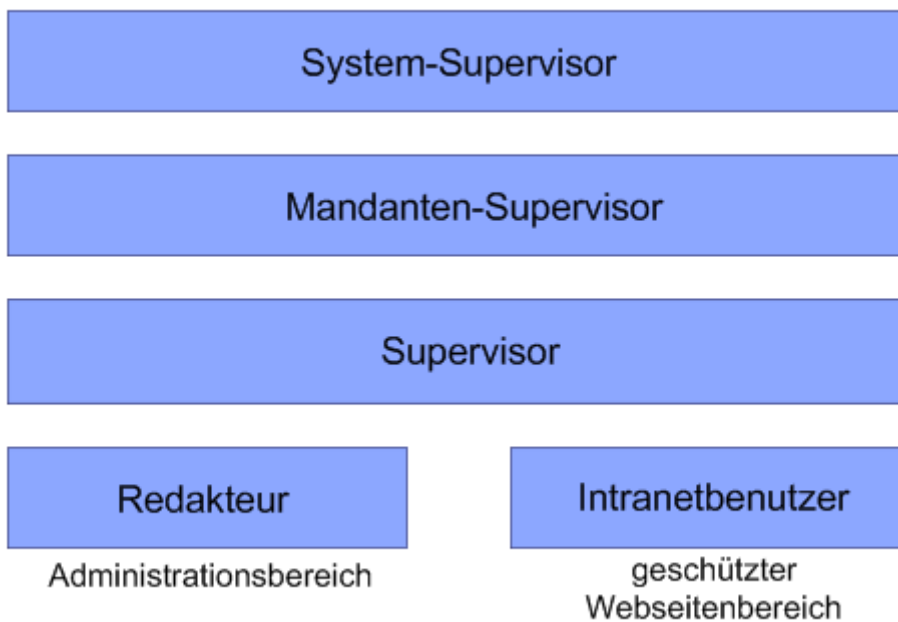 System-Supervisor
Mandanten-Supervisor
Supervisor
Redakteur
Administrationsbereich
Intranetbenutzer
geschützter
Webseitenbereich